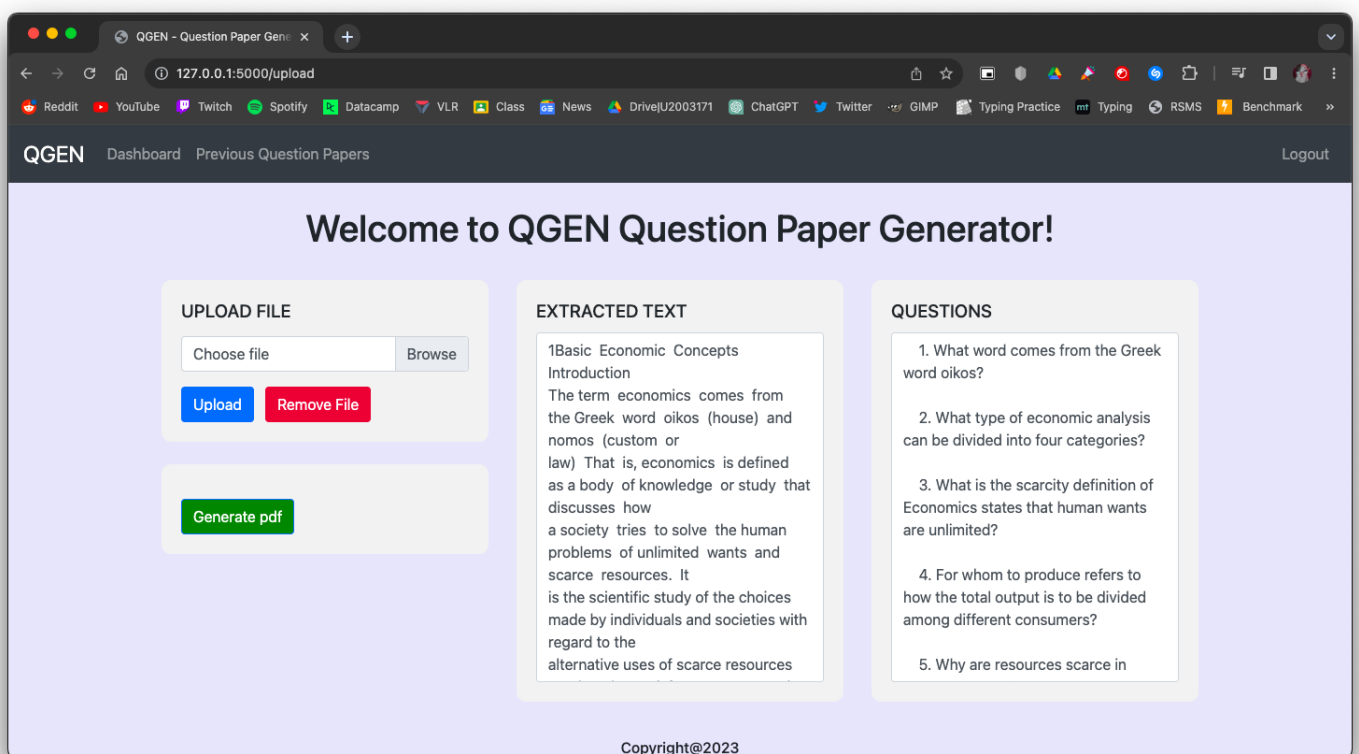 QGEN - Question Paper Gene
127.0.0.1:5000/upload
Reddit YouTube Twitch Spotify Datacamp VLR Class News Drive|U2003171 ChatGPT Twitter GIMP Typing Practice mt Typing RSMS Benchmark »
QGEN Dashboard Previous Question Papers Logout
Welcome to QGEN Question Paper Generator!
UPLOAD FILE
Choose file Browse
Upload Remove File
Generate pdf
EXTRACTED TEXT
1Basic Economic Concepts
Introduction
The term economics comes from
the Greek word oikos (house) and
nomos (custom or
law) That is, economics is defined
as a body of knowledge or study that
discusses how
a society tries to solve the human
problems of unlimited wants and
scarce resources. It
is the scientific study of the choices
made by individuals and societies with
regard to the
alternative uses of scarce resources
QUESTIONS
1. What word comes from the Greek
word oikos?
2. What type of economic analysis
can be divided into four categories?
3. What is the scarcity definition of
Economics states that human wants
are unlimited?
4. For whom to produce refers to
how the total output is to be divided
among different consumers?
5. Why are resources scarce in
Copyright@2023